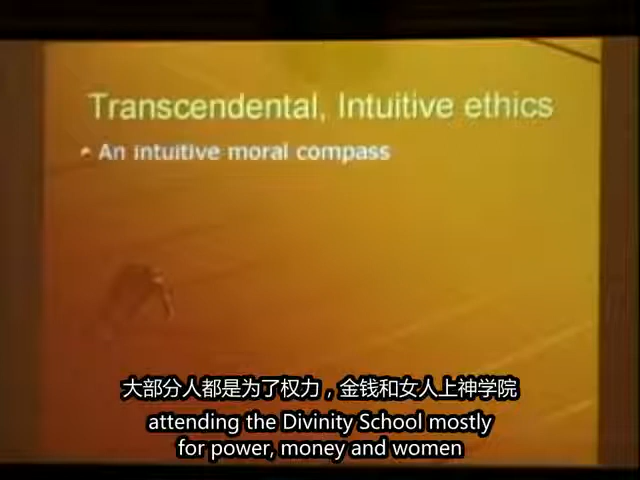 Transcendental, Intuitive ethics
An intuitive moral compass
大部分人都是为了权力，金钱和女人上神学院
attending the Divinity School mostly
for power, money and women